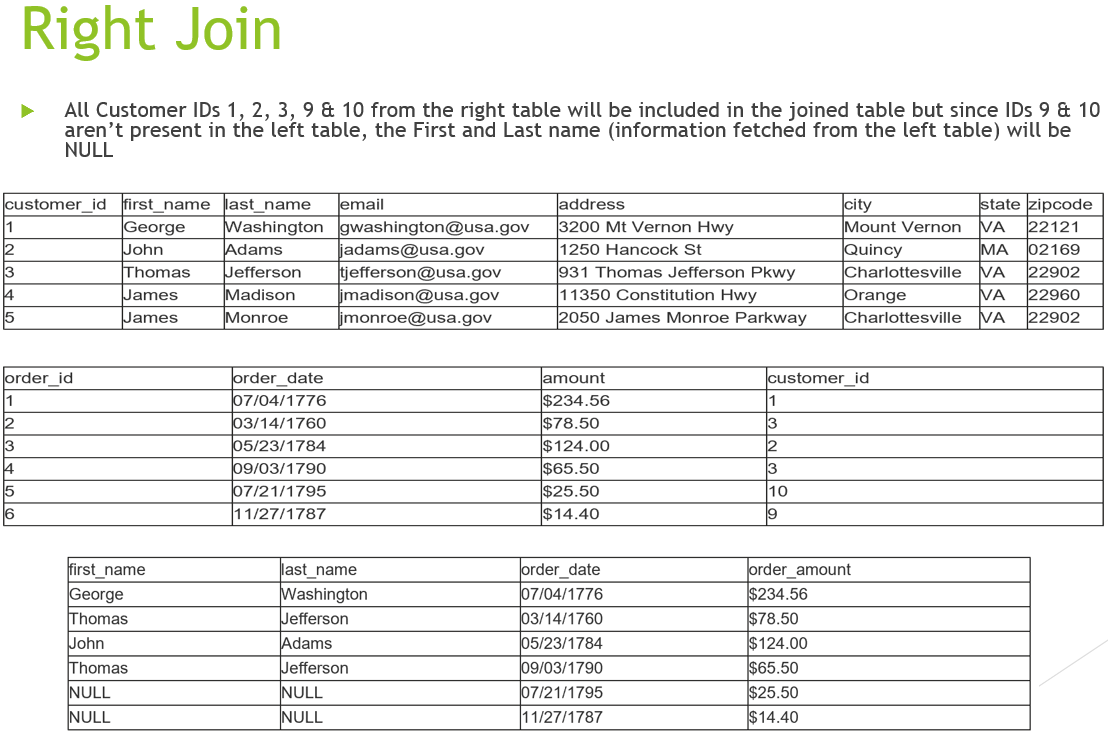 Right Join
All Customer IDs 1, 2, 3, 9 & 10 from the right table will be included in the joined table but since IDs 9 & 10
aren't present in the left table, the First and Last name (information fetched from the left table) will be
NULL
customer_id first_name last_name email address city state zipcode
1 George Washington gwashington@usa.gov 3200 Mt Vernon Hwy Mount Vernon VA 22121
2 John Adams jadams@usa.gov 1250 Hancock St Quincy MA 02169
3 Thomas Jefferson tjefferson@usa.gov 931 Thomas Jefferson Pkwy Charlottesville VA 22902
4 James Madison jmadison@usa.gov 11350 Constitution Hwy Orange VA 22960
5 James Monroe jmonroe@usa.gov 2050 James Monroe Parkway Charlottesville VA 22902
order_id order_date amount customer_id
1 07/04/1776 $234.56 1
2 03/14/1760 $78.50 3
3 05/23/1784 $124.00 2
4 09/03/1790 $65.50 3
5 07/21/1795 $25.50 10
6 11/27/1787 $14.40 9
first_name last_name order_date order_amount
George Washington 07/04/1776 $234.56
Thomas Jefferson 03/14/1760 $78.50
John Adams 05/23/1784 $124.00
Thomas Jefferson 09/03/1790 $65.50
NULL NULL 07/21/1795 $25.50
NULL NULL 11/27/1787 $14.40